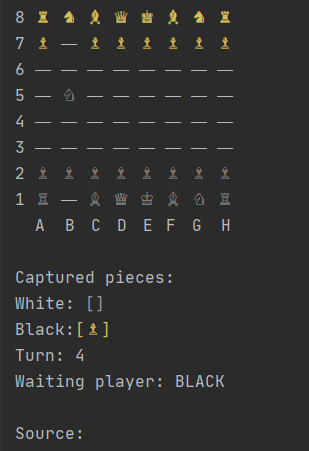 8 ♜ ♞ ♝ ♛ ♚ ♝ ♞ ♜
7 ♝ — ♝ ♝ ♝ ♝ ♝ ♝
6 — — — — — — — —
5 — ♘ — — — — — —
4 — — — — — — — —
3 — — — — — — — —
2 ♗ ♗ ♗ ♗ ♗ ♗ ♗ ♗
1 ♖ — ♗ ♕ ♔ ♗ ♘ ♖
A B C D E F G H
Captured pieces:
White: []
Black:[♝]
Turn: 4
Waiting player: BLACK
Source: